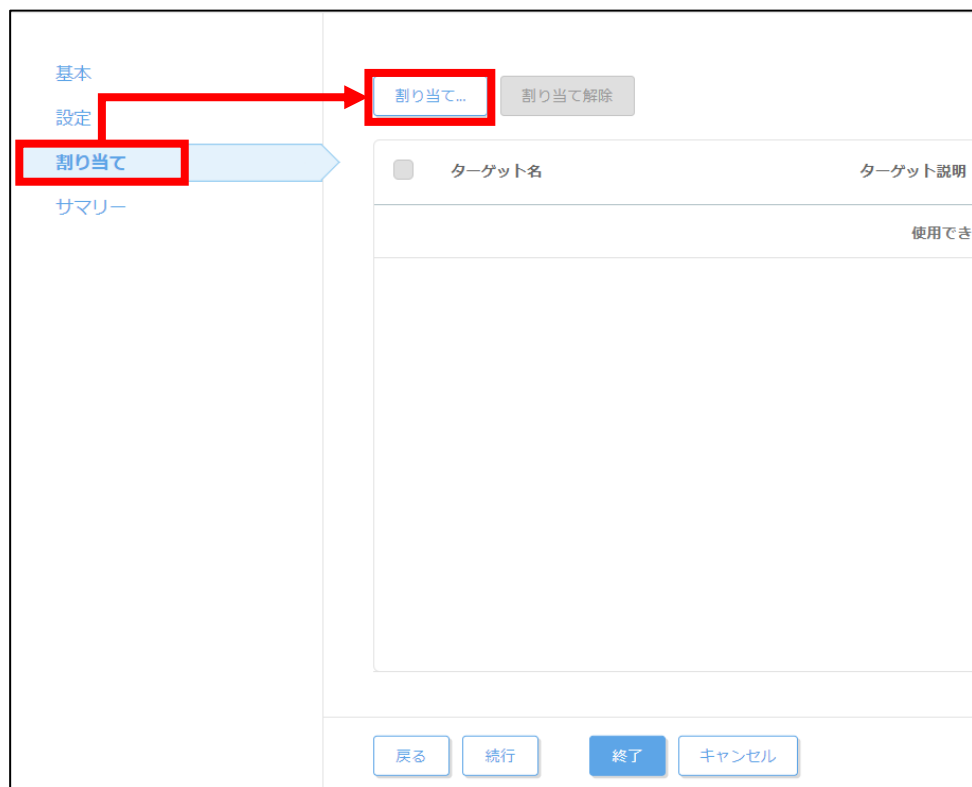 基本
設定
割り当て
サマリー
割り当て... 割り当て解除
ターゲット名 ターゲット説明
使用でき
戻る 続行 終了 キャンセル